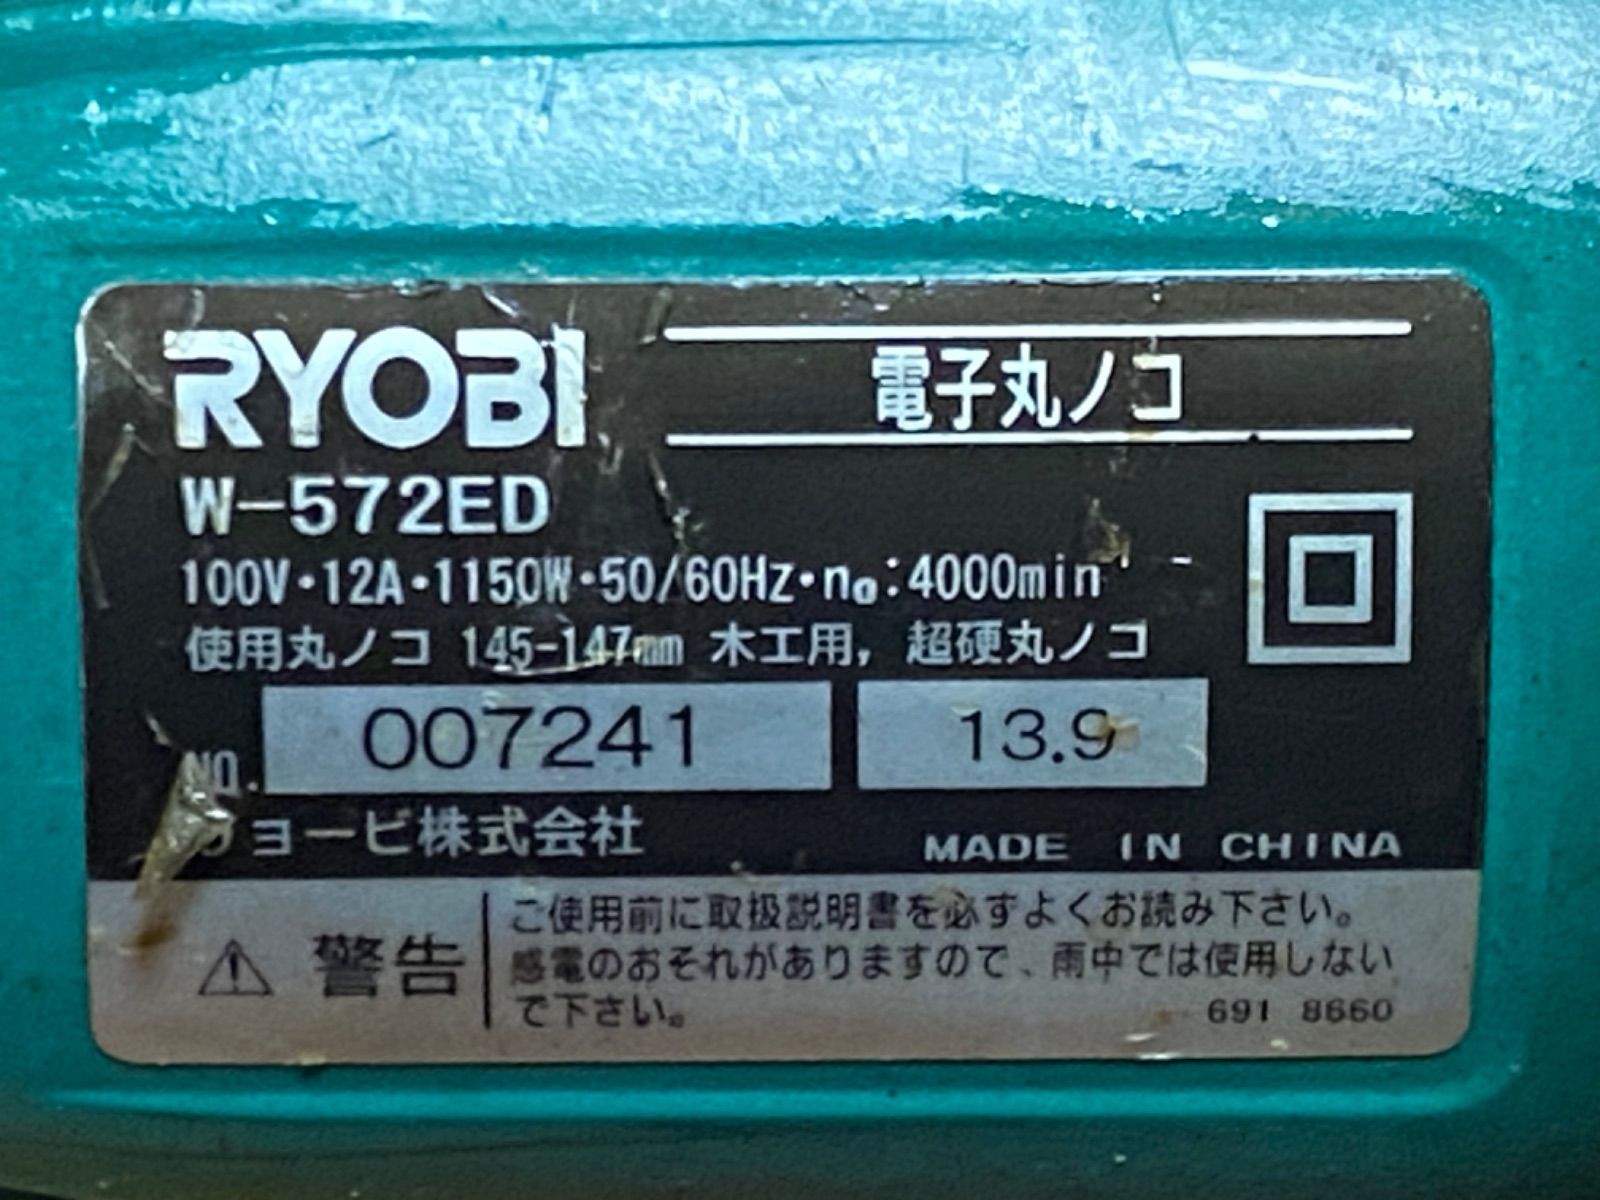 RYOBI
電子丸ノコ
W-572ED
100V・12A・1150W・50/60Hz・no:4000min⁻
使用丸ノコ 145-147mm 木工用, 超硬丸ノコ
NO. 007241 13.9
リョービ株式会社
MADE IN CHINA
警告
ご使用前に取扱説明書を必ずよくお読み下さい。
感電のおそれがありますので、雨中では使用しない
で下さい。
691 8660